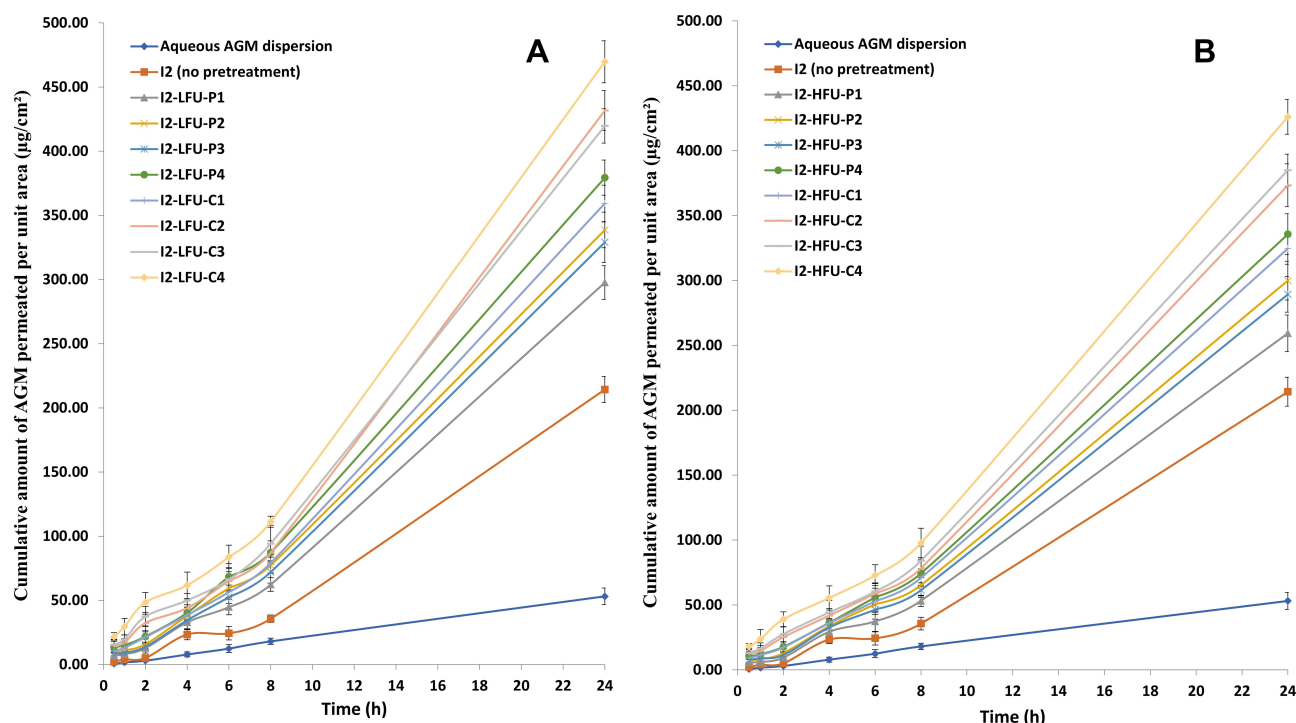 A
Cumulative amount of AGM permeated per unit area (µg/cm²)
500.00
450.00
400.00
350.00
300.00
250.00
200.00
150.00
100.00
50.00
0.00
Aqueous AGM dispersion
I2 (no pretreatment)
I2-LFU-P1
I2-LFU-P2
I2-LFU-P3
I2-LFU-P4
I2-LFU-C1
I2-LFU-C2
I2-LFU-C3
I2-LFU-C4
0 2 4 6 8 10 12 14 16 18 20 22 24
Time (h)
B
Cumulative amount of AGM permeated per unit area (µg/cm²)
500.00
450.00
400.00
350.00
300.00
250.00
200.00
150.00
100.00
50.00
0.00
Aqueous AGM dispersion
I2 (no pretreatment)
I2-HFU-P1
I2-HFU-P2
I2-HFU-P3
I2-HFU-P4
I2-HFU-C1
I2-HFU-C2
I2-HFU-C3
I2-HFU-C4
0 2 4 6 8 10 12 14 16 18 20 22 24
Time (h)